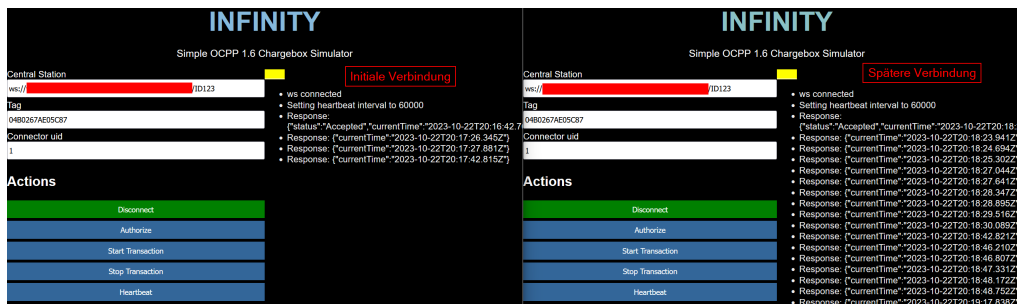 INFINITY
Simple OCPP 1.6 Chargebox Simulator
Central Station
Initiale Verbindung
ws://
/ID123
Tag
04B0267AE05C87
Connector uid
1
• ws connected
• Setting heartbeat interval to 60000
• Response:
{"status":"Accepted","currentTime":"2023-10-22T20:16:42.7
• Response: {"currentTime":"2023-10-22T20:17:26.345Z"}
• Response: {"currentTime":"2023-10-22T20:17:27.881Z"}
• Response: {"currentTime":"2023-10-22T20:17:42.815Z"}
Actions
Disconnect
Authorize
Start Transaction
Stop Transaction
Heartbeat
INFINITY
Simple OCPP 1.6 Chargebox Simulator
Central Station
Spätere Verbindung
ws://
/ID123
Tag
04B0267AE05C87
Connector uid
1
• ws connected
• Setting heartbeat interval to 60000
• Response:
{"status":"Accepted","currentTime":"2023-10-22T20:18:
• Response: {"currentTime":"2023-10-22T20:18:23.941Z"
• Response: {"currentTime":"2023-10-22T20:18:24.694Z"
• Response: {"currentTime":"2023-10-22T20:18:25.302Z"
• Response: {"currentTime":"2023-10-22T20:18:27.044Z"
• Response: {"currentTime":"2023-10-22T20:18:27.641Z"
• Response: {"currentTime":"2023-10-22T20:18:28.347Z"
• Response: {"currentTime":"2023-10-22T20:18:28.895Z"
• Response: {"currentTime":"2023-10-22T20:18:29.516Z"
• Response: {"currentTime":"2023-10-22T20:18:30.089Z"
• Response: {"currentTime":"2023-10-22T20:18:42.821Z"
• Response: {"currentTime":"2023-10-22T20:18:46.210Z"
• Response: {"currentTime":"2023-10-22T20:18:46.807Z"
• Response: {"currentTime":"2023-10-22T20:18:47.331Z"
• Response: {"currentTime":"2023-10-22T20:18:48.172Z"
• Response: {"currentTime":"2023-10-22T20:18:48.752Z"
• Response: {"currentTime":"2023-10-22T20:19:17.838Z"
Actions
Disconnect
Authorize
Start Transaction
Stop Transaction
Heartbeat